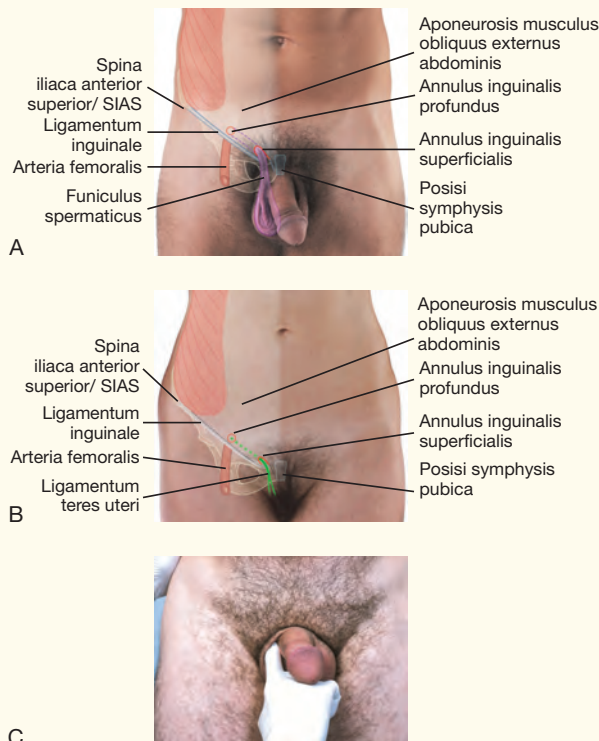 Spina
iliaca anterior
superior/ SIAS
Ligamentum
inguinale
Arteria femoralis
Funiculus
spermaticus
Aponeurosis musculus
obliquus externus
abdominis
Annulus inguinalis
profundus
Annulus inguinalis
superficialis
Posisi
symphysis
pubica
A
Spina
iliaca anterior
superior/ SIAS
Ligamentum
inguinale
Arteria femoralis
Ligamentum
teres uteri
Aponeurosis musculus
obliquus externus
abdominis
Annulus inguinalis
profundus
Annulus inguinalis
superficialis
Posisi symphysis
pubica
B
C